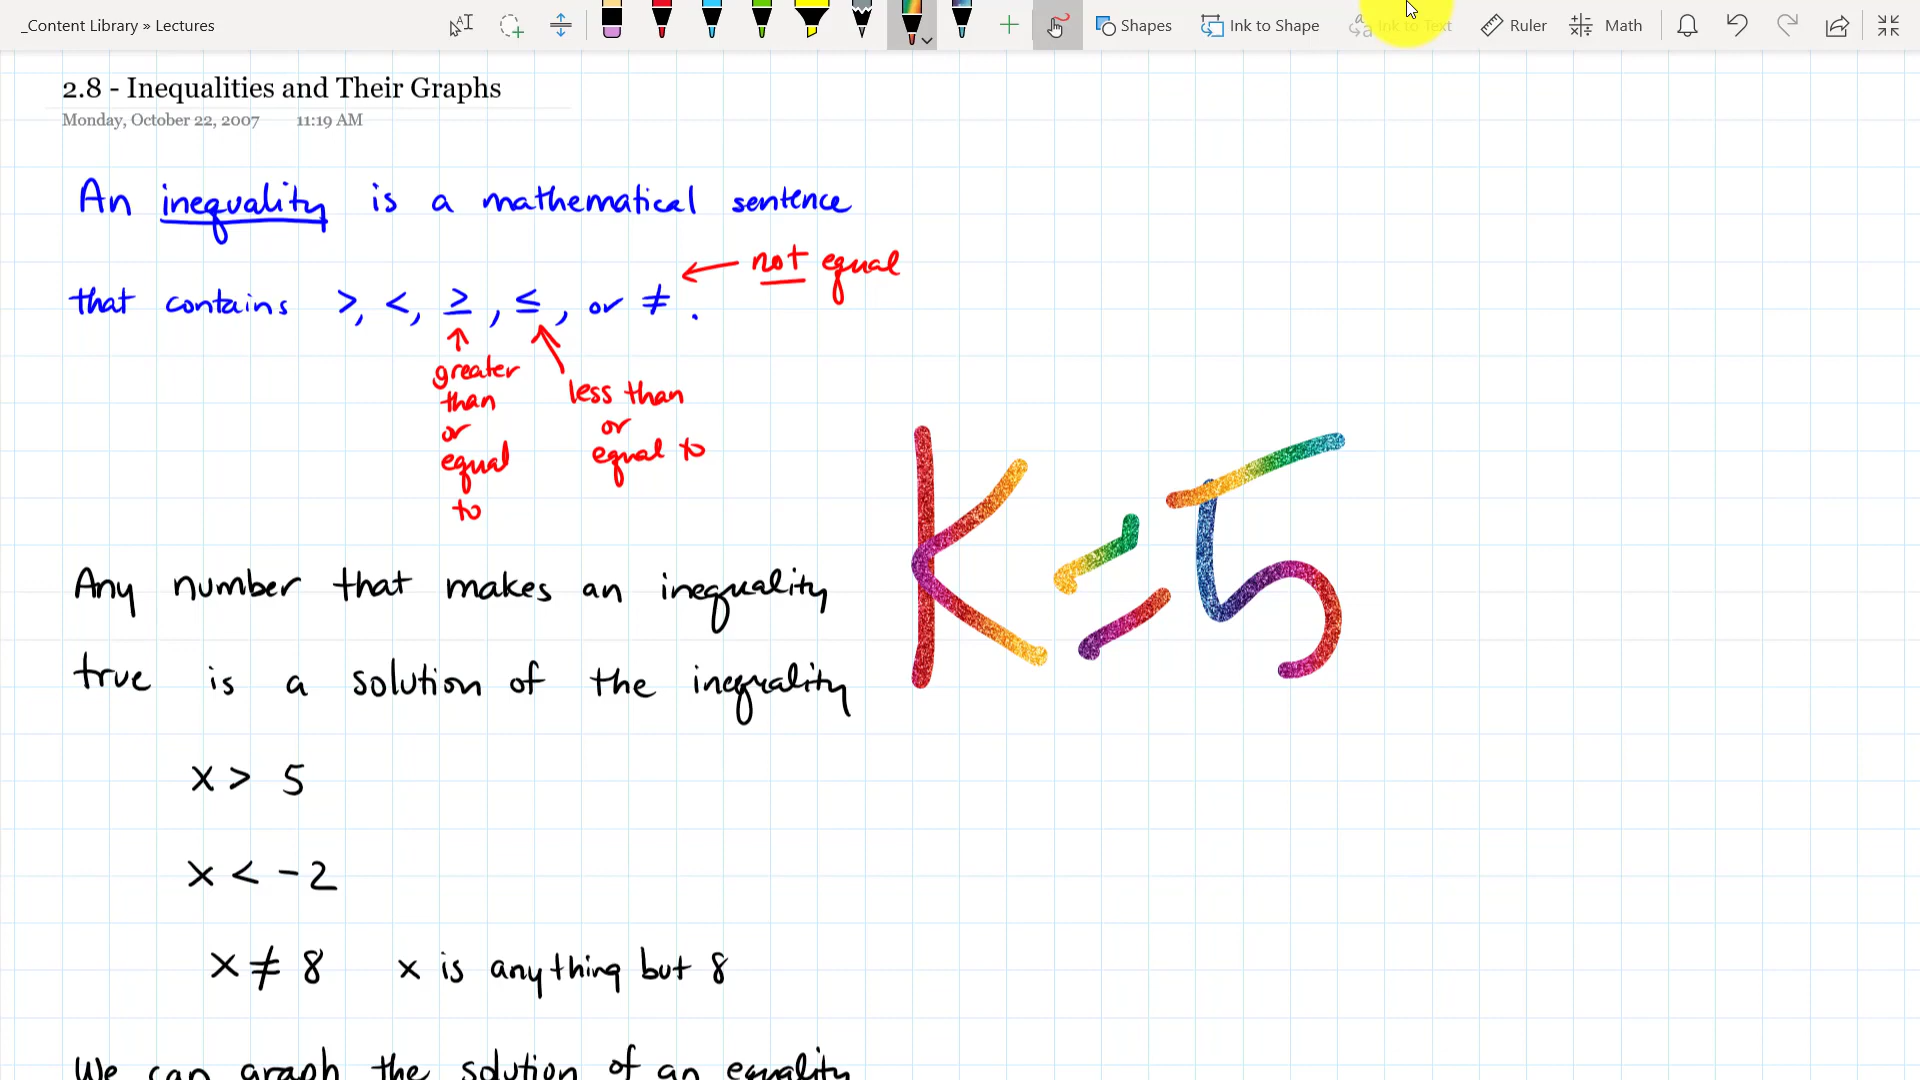 _Content Library » Lectures
Shapes Ink to Shape Ink to Text Ruler Math
2.8 - Inequalities and Their Graphs
Monday, October 22, 2007 11:19 AM
An inequality is a mathematical sentence
← not equal
that contains >, <, ≥, ≤, or ≠.
↑
greater
than
or
equal
to
less than
or
equal to
K=5
Any number that makes an inequality
true is a solution of the inequality
x > 5
x < -2
x ≠ 8 x is anything but 8
We can graph the solution of an equality